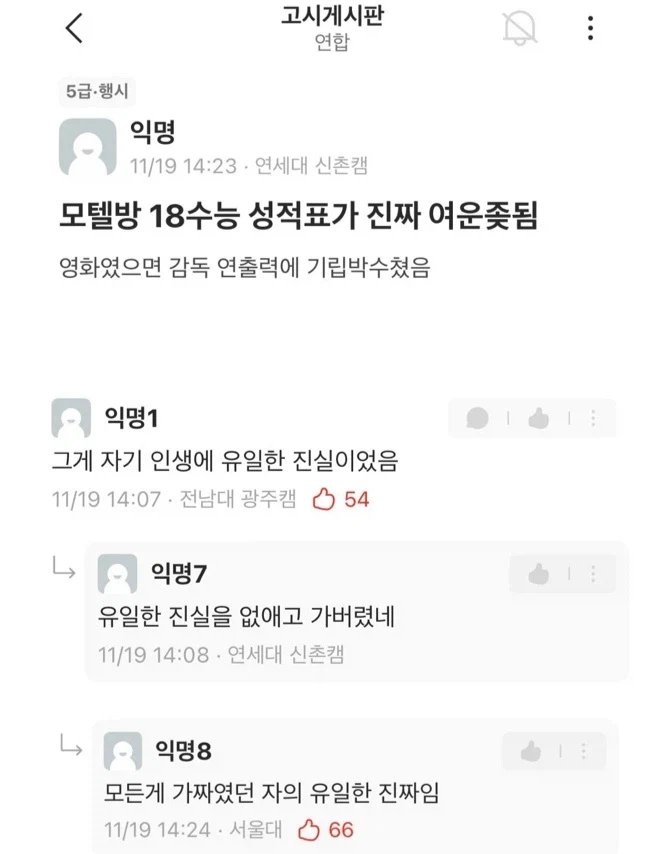 고시게시판
연합
5급·행시
익명
11/19 14:23 · 연세대 신촌캠
모텔방 18수능 성적표가 진짜 여운좆됨
영화였으면 감독 연출력에 기립박수쳤음
익명1
그게 자기 인생에 유일한 진실이었음
11/19 14:07 · 전남대 광주캠 54
익명7
유일한 진실을 없애고 가버렸네
11/19 14:08 · 연세대 신촌캠
익명8
모든게 가짜였던 자의 유일한 진짜임
11/19 14:24 · 서울대 66